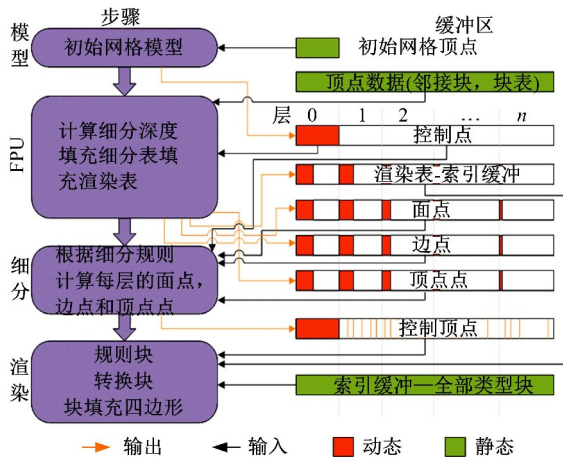 步骤
缓冲区
模型
初始网格模型
初始网格顶点
顶点数据(邻接块，块表)
层 0 1 2 … n
FPU
计算细分深度
填充细分表填
充渲染表
控制点
渲染表-索引缓冲
面点
细分
根据细分规则
计算每层的面点，
边点和顶点点
边点
顶点点
控制顶点
渲染
规则块
转换块
块填充四边形
索引缓冲—全部类型块
输出 输入 动态 静态